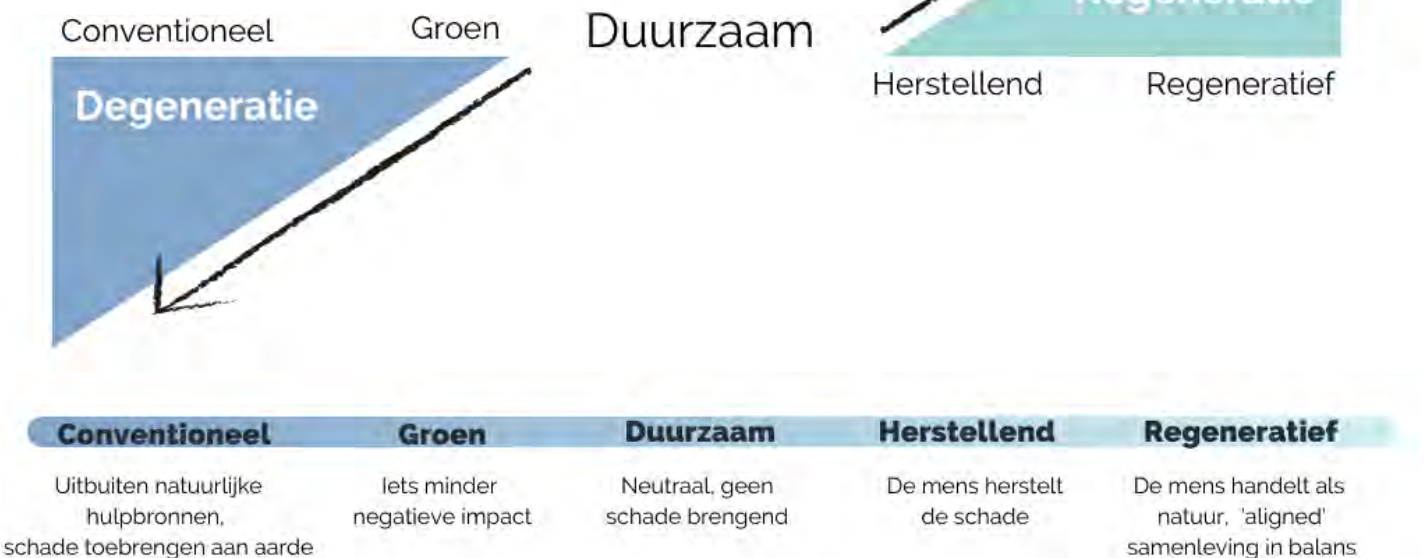 Regeneratie
Conventioneel Groen Duurzaam
Degeneratie
Herstellend Regeneratief
Conventioneel Groen Duurzaam Herstellend Regeneratief
Uitbuiten natuurlijke
hulpbronnen,
schade toebrengen aan aarde
Iets minder
negatieve impact
Neutraal, geen
schade brengend
De mens herstelt
de schade
De mens handelt als
natuur, 'aligned'
samenleving in balans